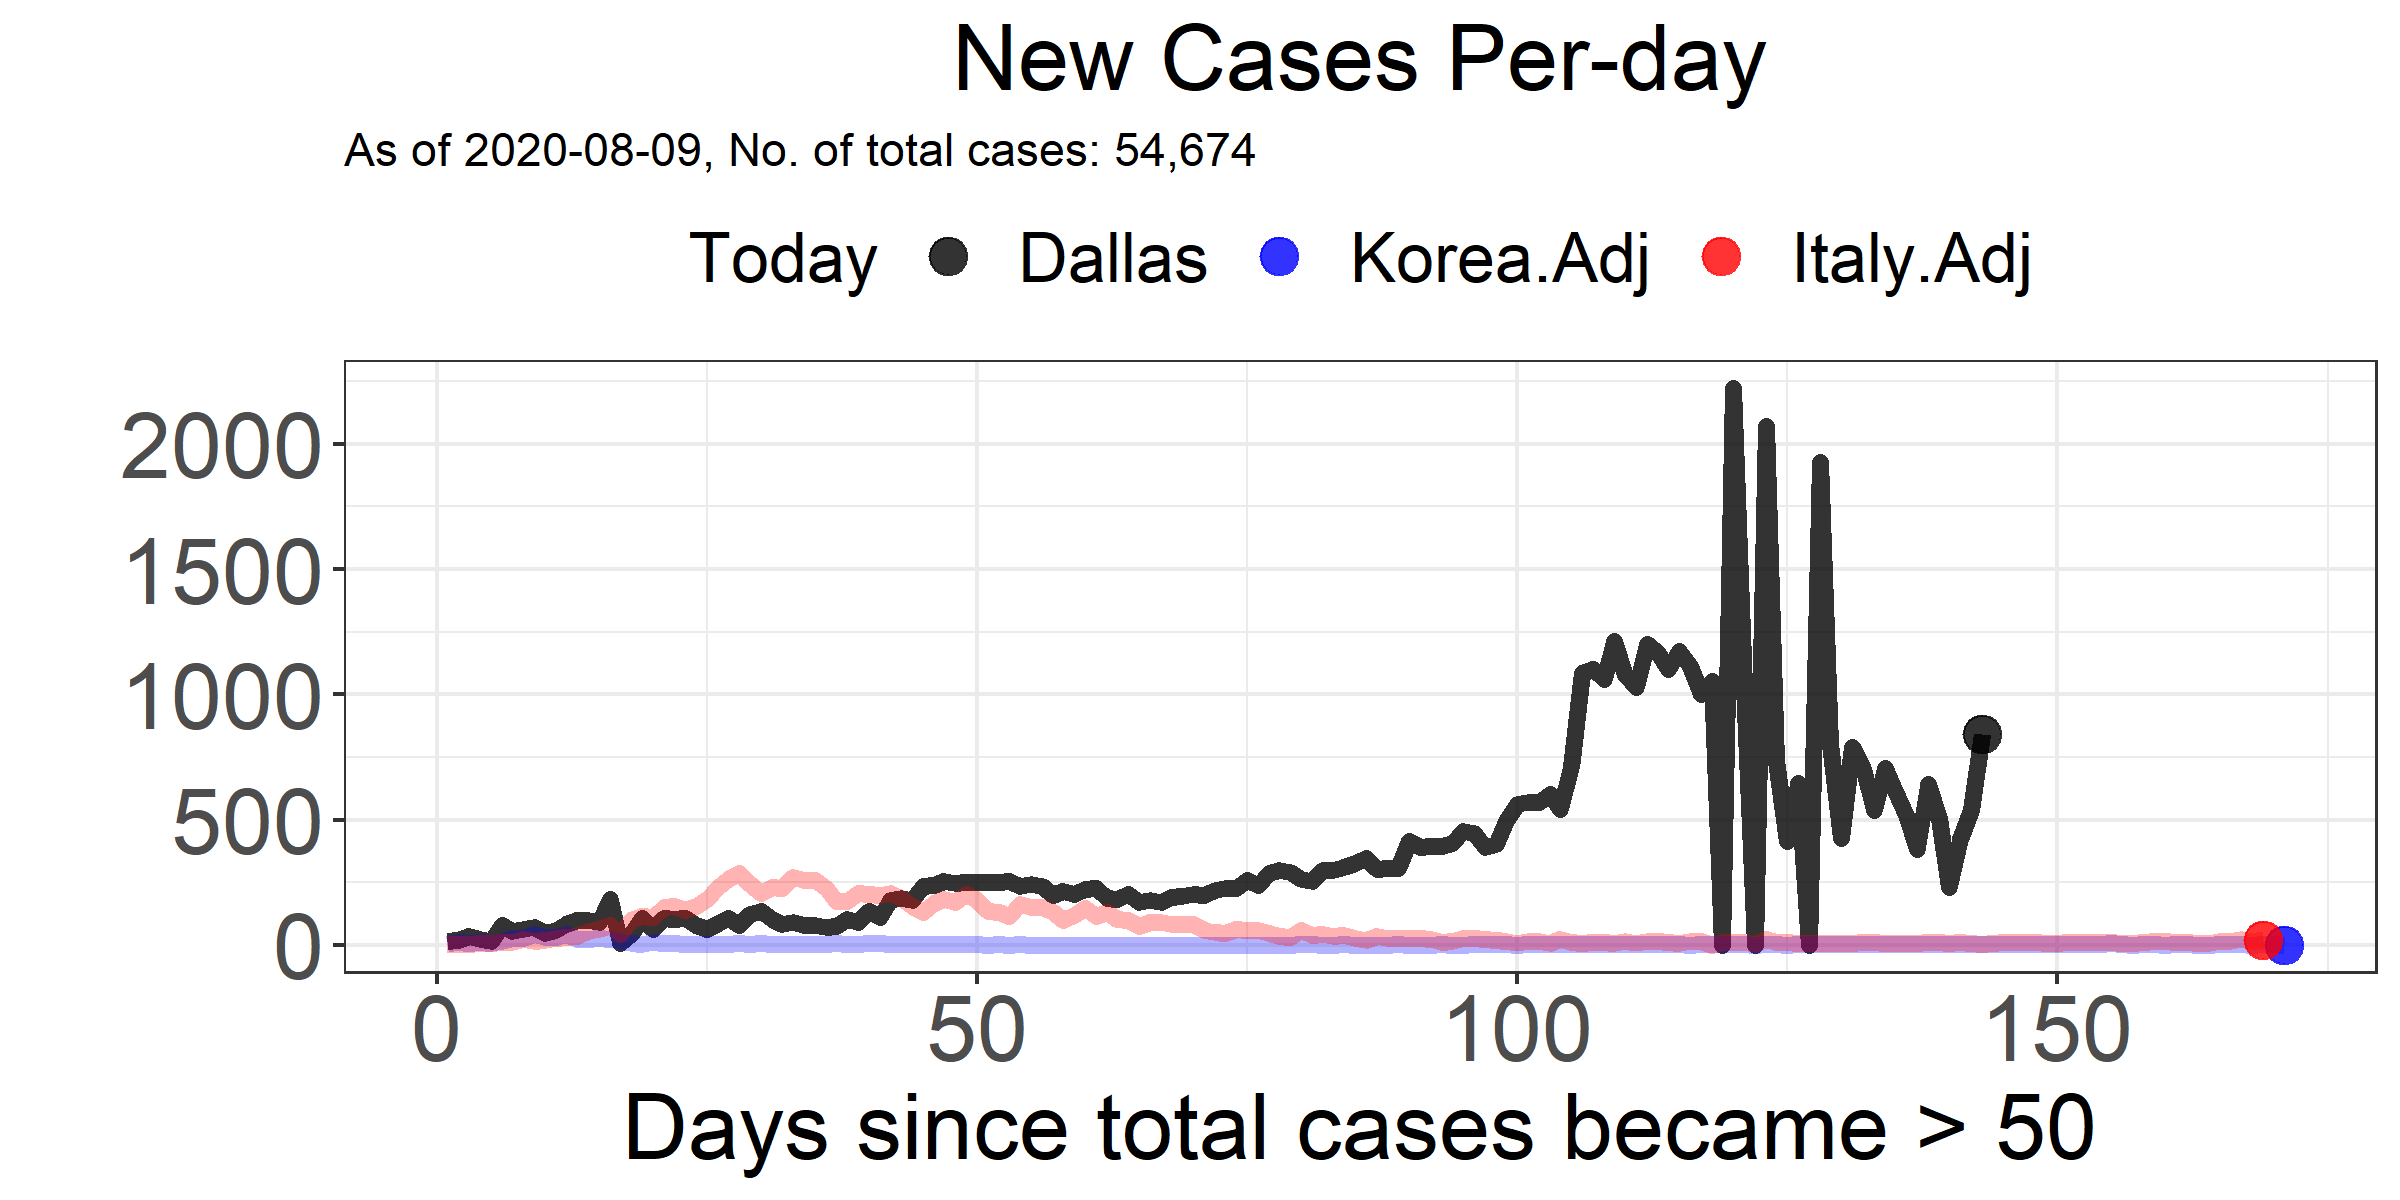 New Cases Per-day
As of 2020-08-09, No. of total cases: 54,674
Today Dallas Korea.Adj Italy.Adj
2000
1500
1000
500
0
0 50 100 150
Days since total cases became > 50